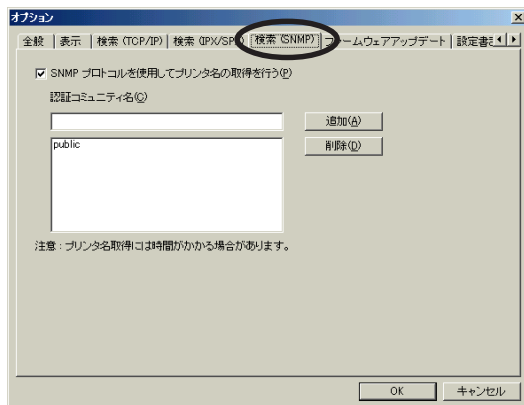 オプション
全般 表示 検索 (TCP/IP) 検索 (IPX/SP 検索 (SNMP) ームウェアアップデート 設定書
SNMP プロトコルを使用してプリンタ名の取得を行う(P)
認証コミュニティ名(C)
追加(A)
public
削除(D)
注意 : プリンタ名取得には時間がかかる場合があります。
OK キャンセル